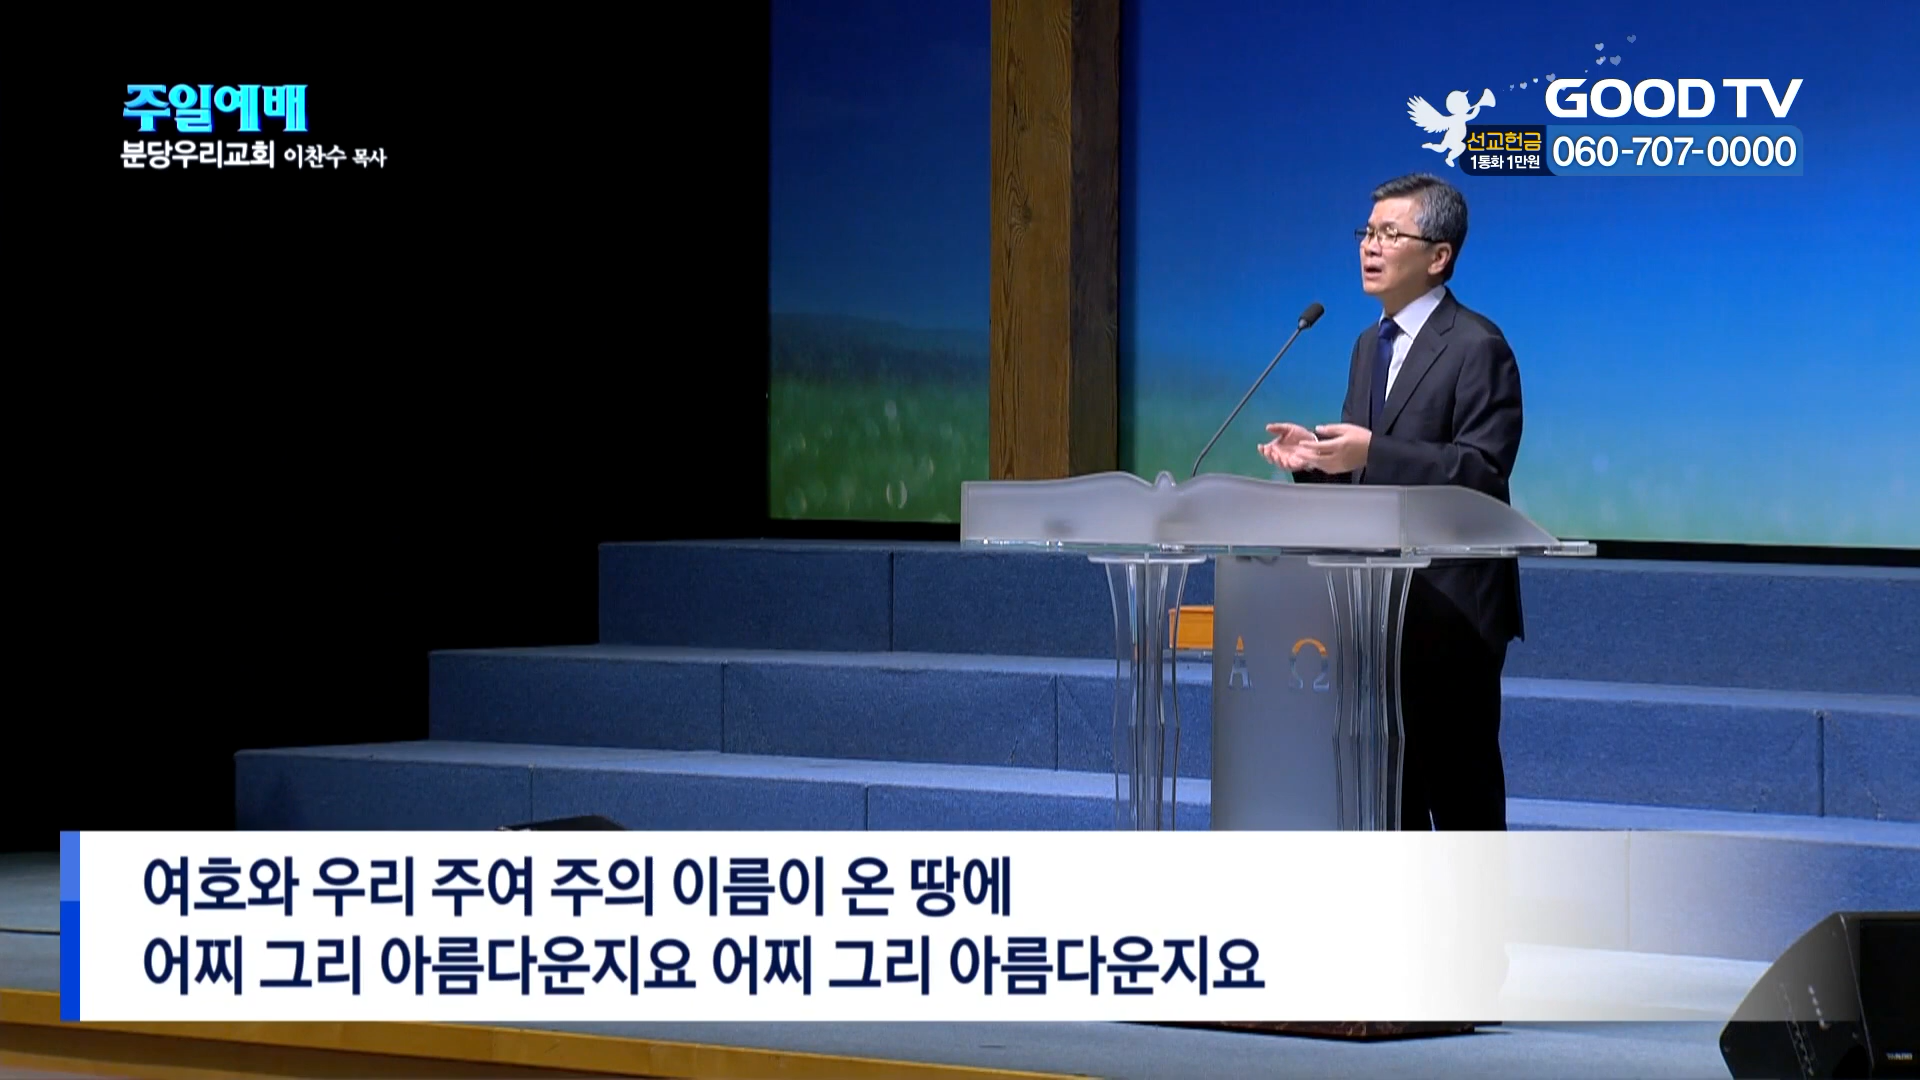 주일예배
분당우리교회 이찬수 목사
GOOD TV
선교헌금
1통화 1만원
060-707-0000
Α Ω
여호와 우리 주여 주의 이름이 온 땅에
어찌 그리 아름다운지요 어찌 그리 아름다운지요